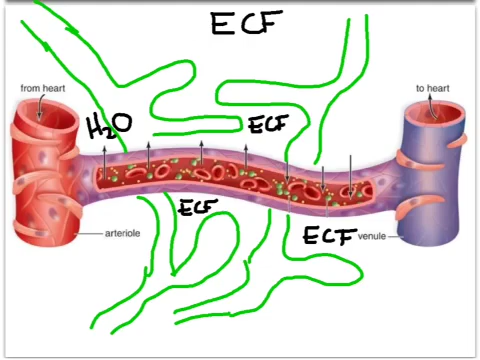 ECF
from heart
to heart
H2O
ECF
ECF
ECF
arteriole
venule